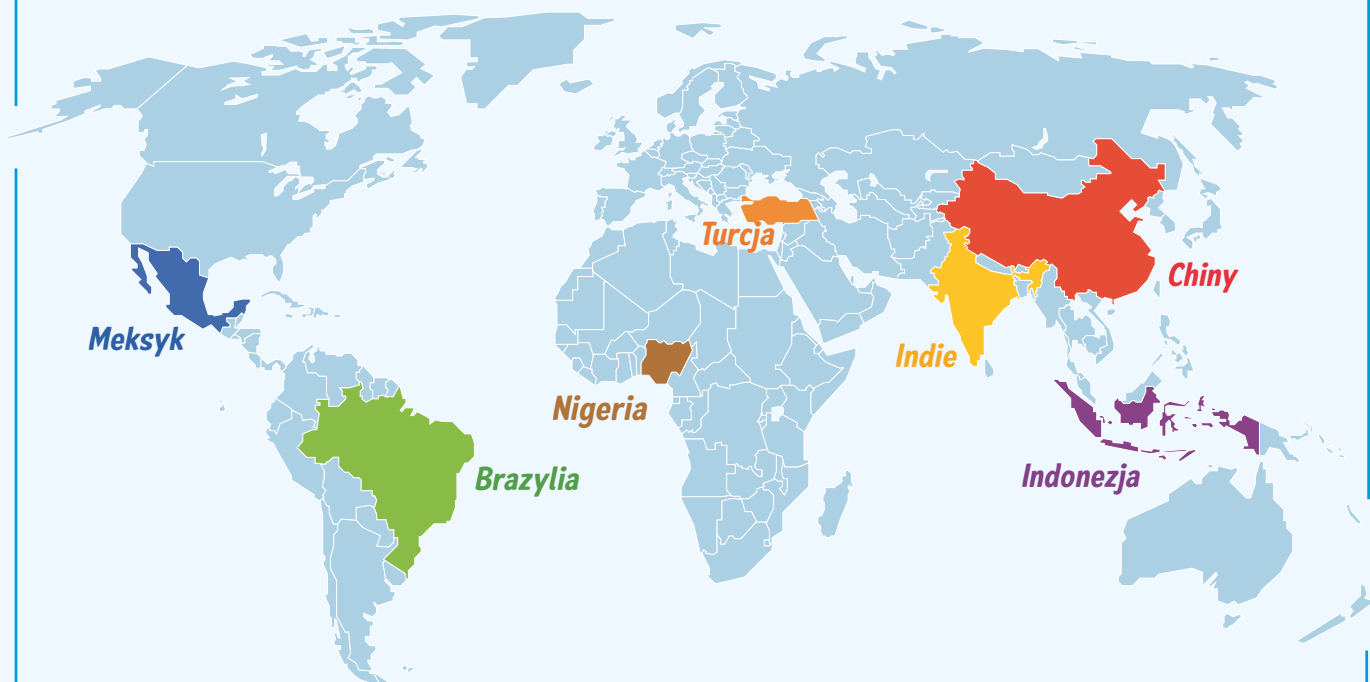 Turcja
Chiny
Meksyk
Indie
Nigeria
Brazylia
Indonezja